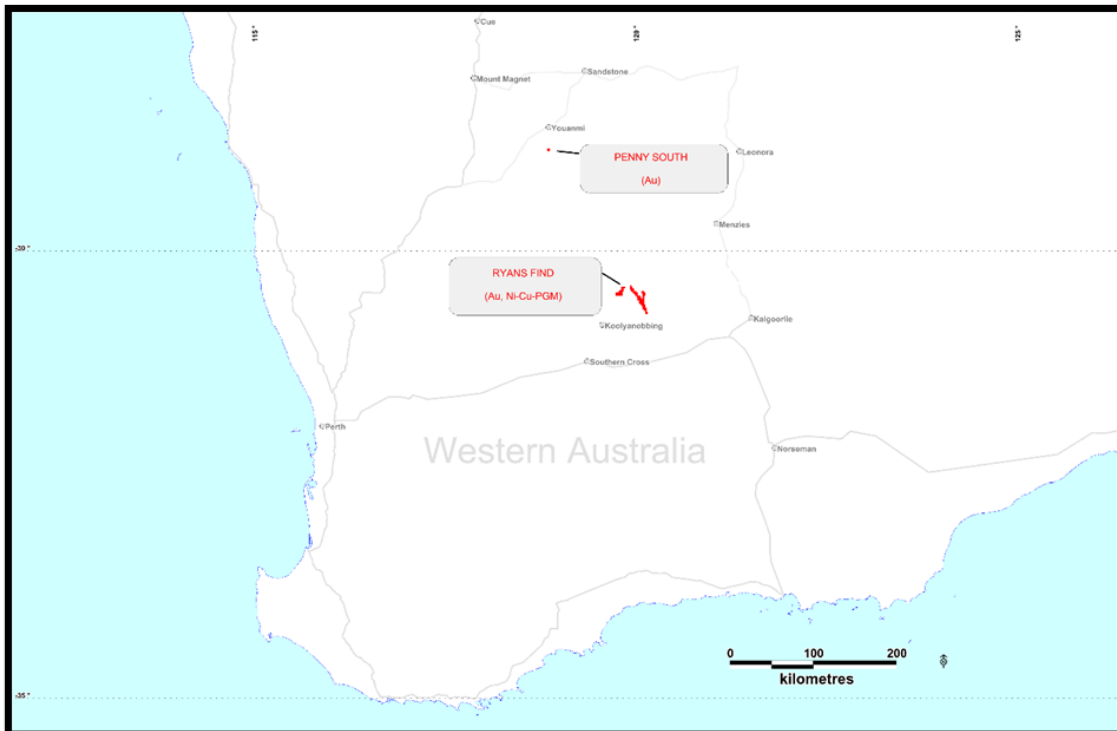 115 °
120 °
125 °
Cue
Mount Magnet
Sandstone
Youanmi
Leonora
PENNY SOUTH
(Au)
Menzies
-30 °
RYANS FIND
(Au, Ni-Cu-PGM)
Koolyanobbing
Kalgoorlie
Southern Cross
Perth
Western Australia
Norseman
0 100 200
kilometres
-35 °